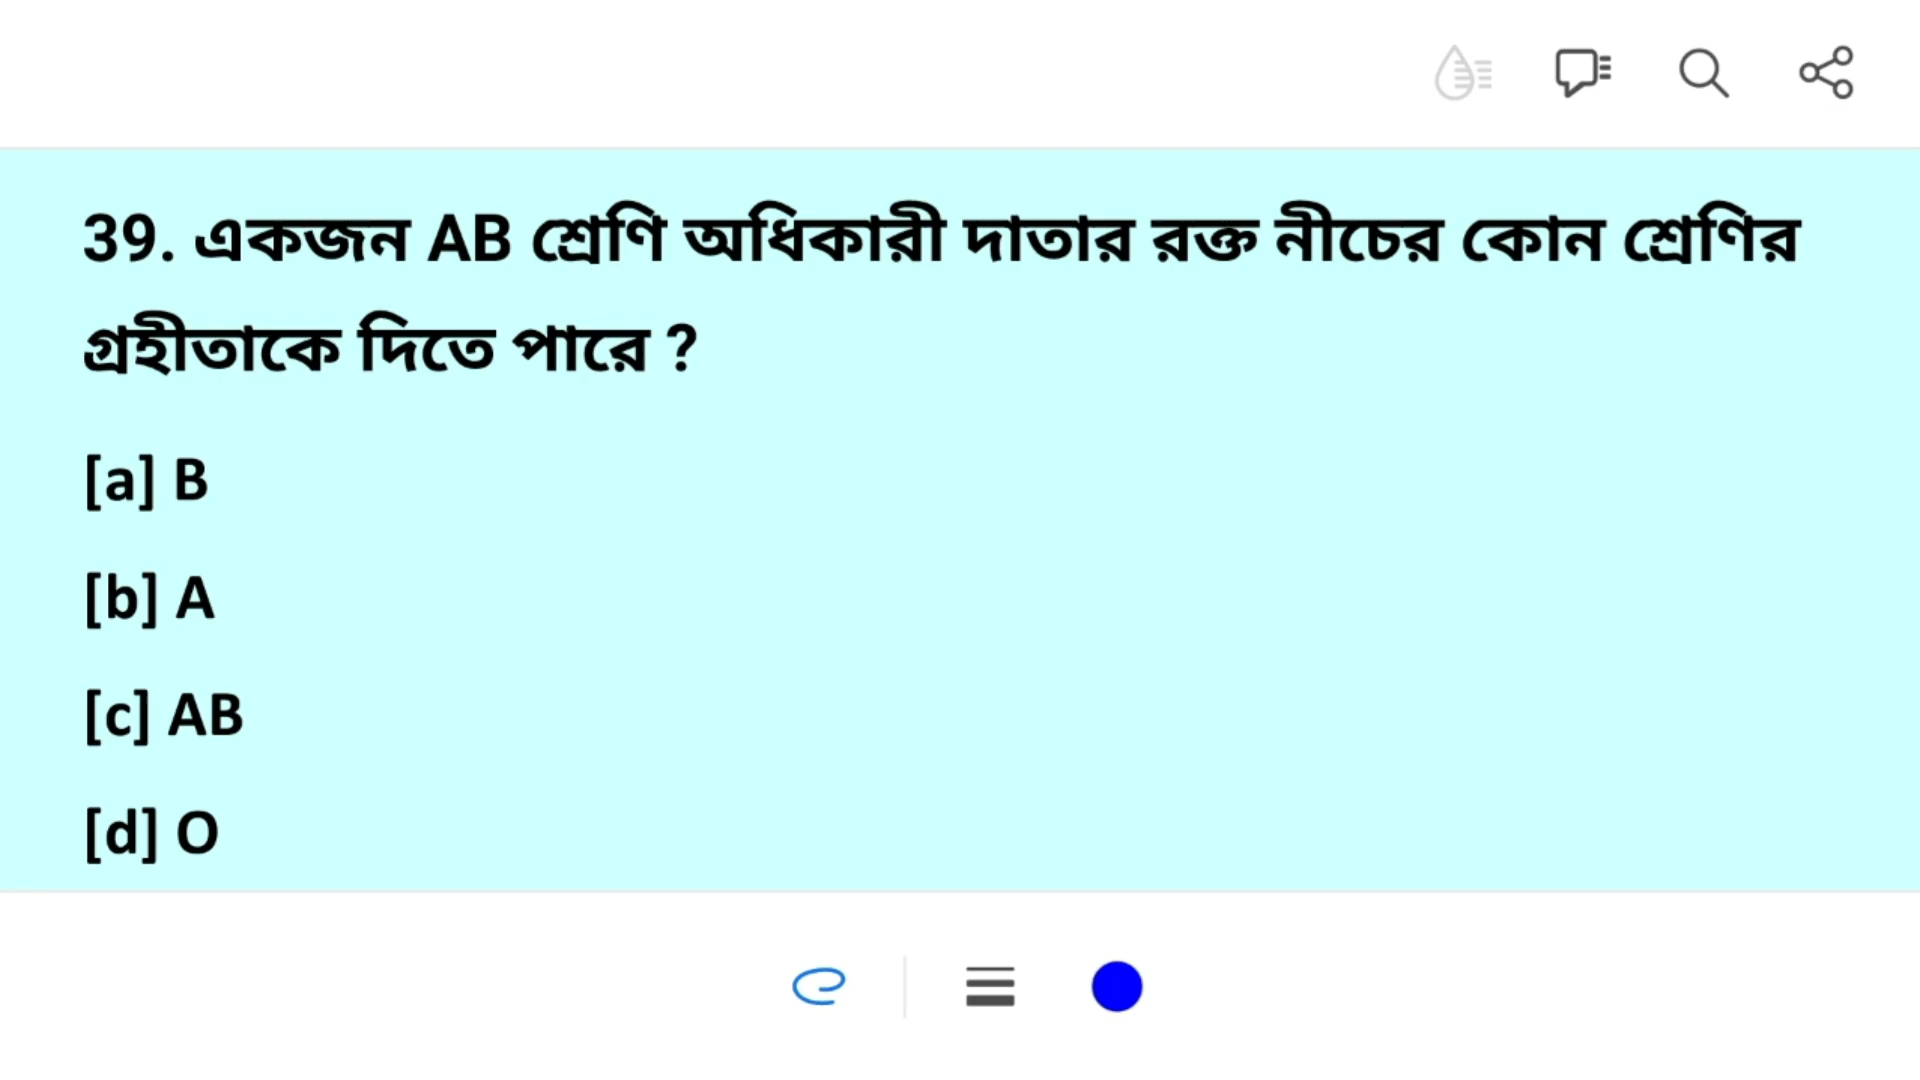 39. একজন AB শ্রেণি অধিকারী দাতার রক্ত নীচের কোন শ্রেণির
গ্রহীতাকে দিতে পারে ?
[a] B
[b] A
[c] AB
[d] O